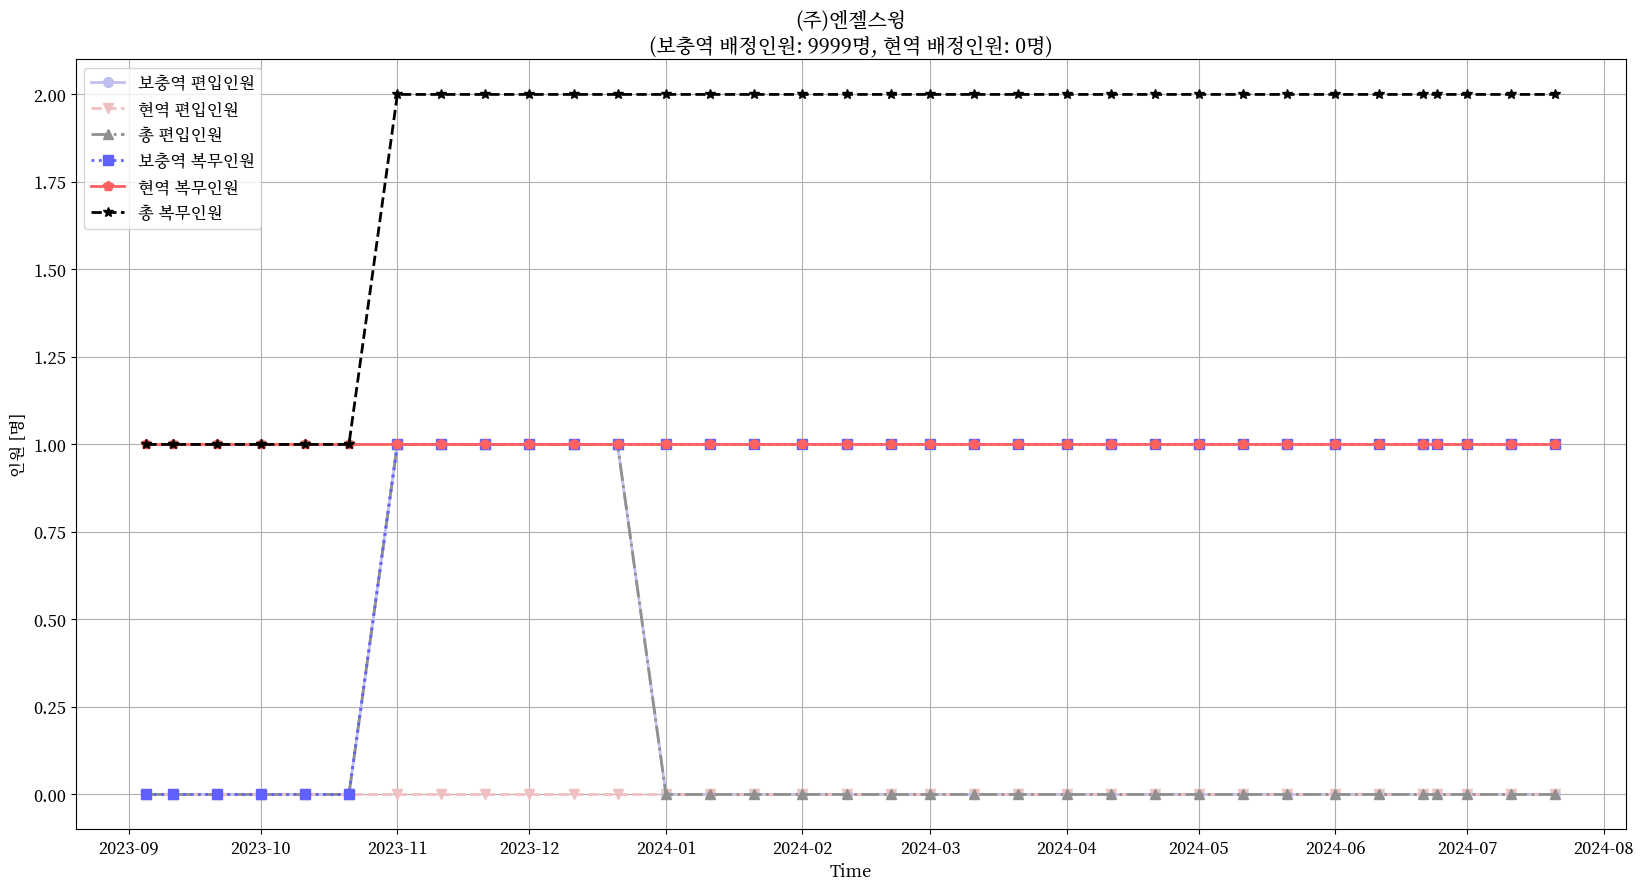 (주)엔젤스윙
(보충역 배정인원: 9999명, 현역 배정인원: 0명)
보충역 편입인원
현역 편입인원
총 편입인원
보충역 복무인원
현역 복무인원
총 복무인원
2.00
1.75
1.50
1.25
1.00
0.75
0.50
0.25
0.00
인원 [명]
2023-09 2023-10 2023-11 2023-12 2024-01 2024-02 2024-03 2024-04 2024-05 2024-06 2024-07 2024-08
Time